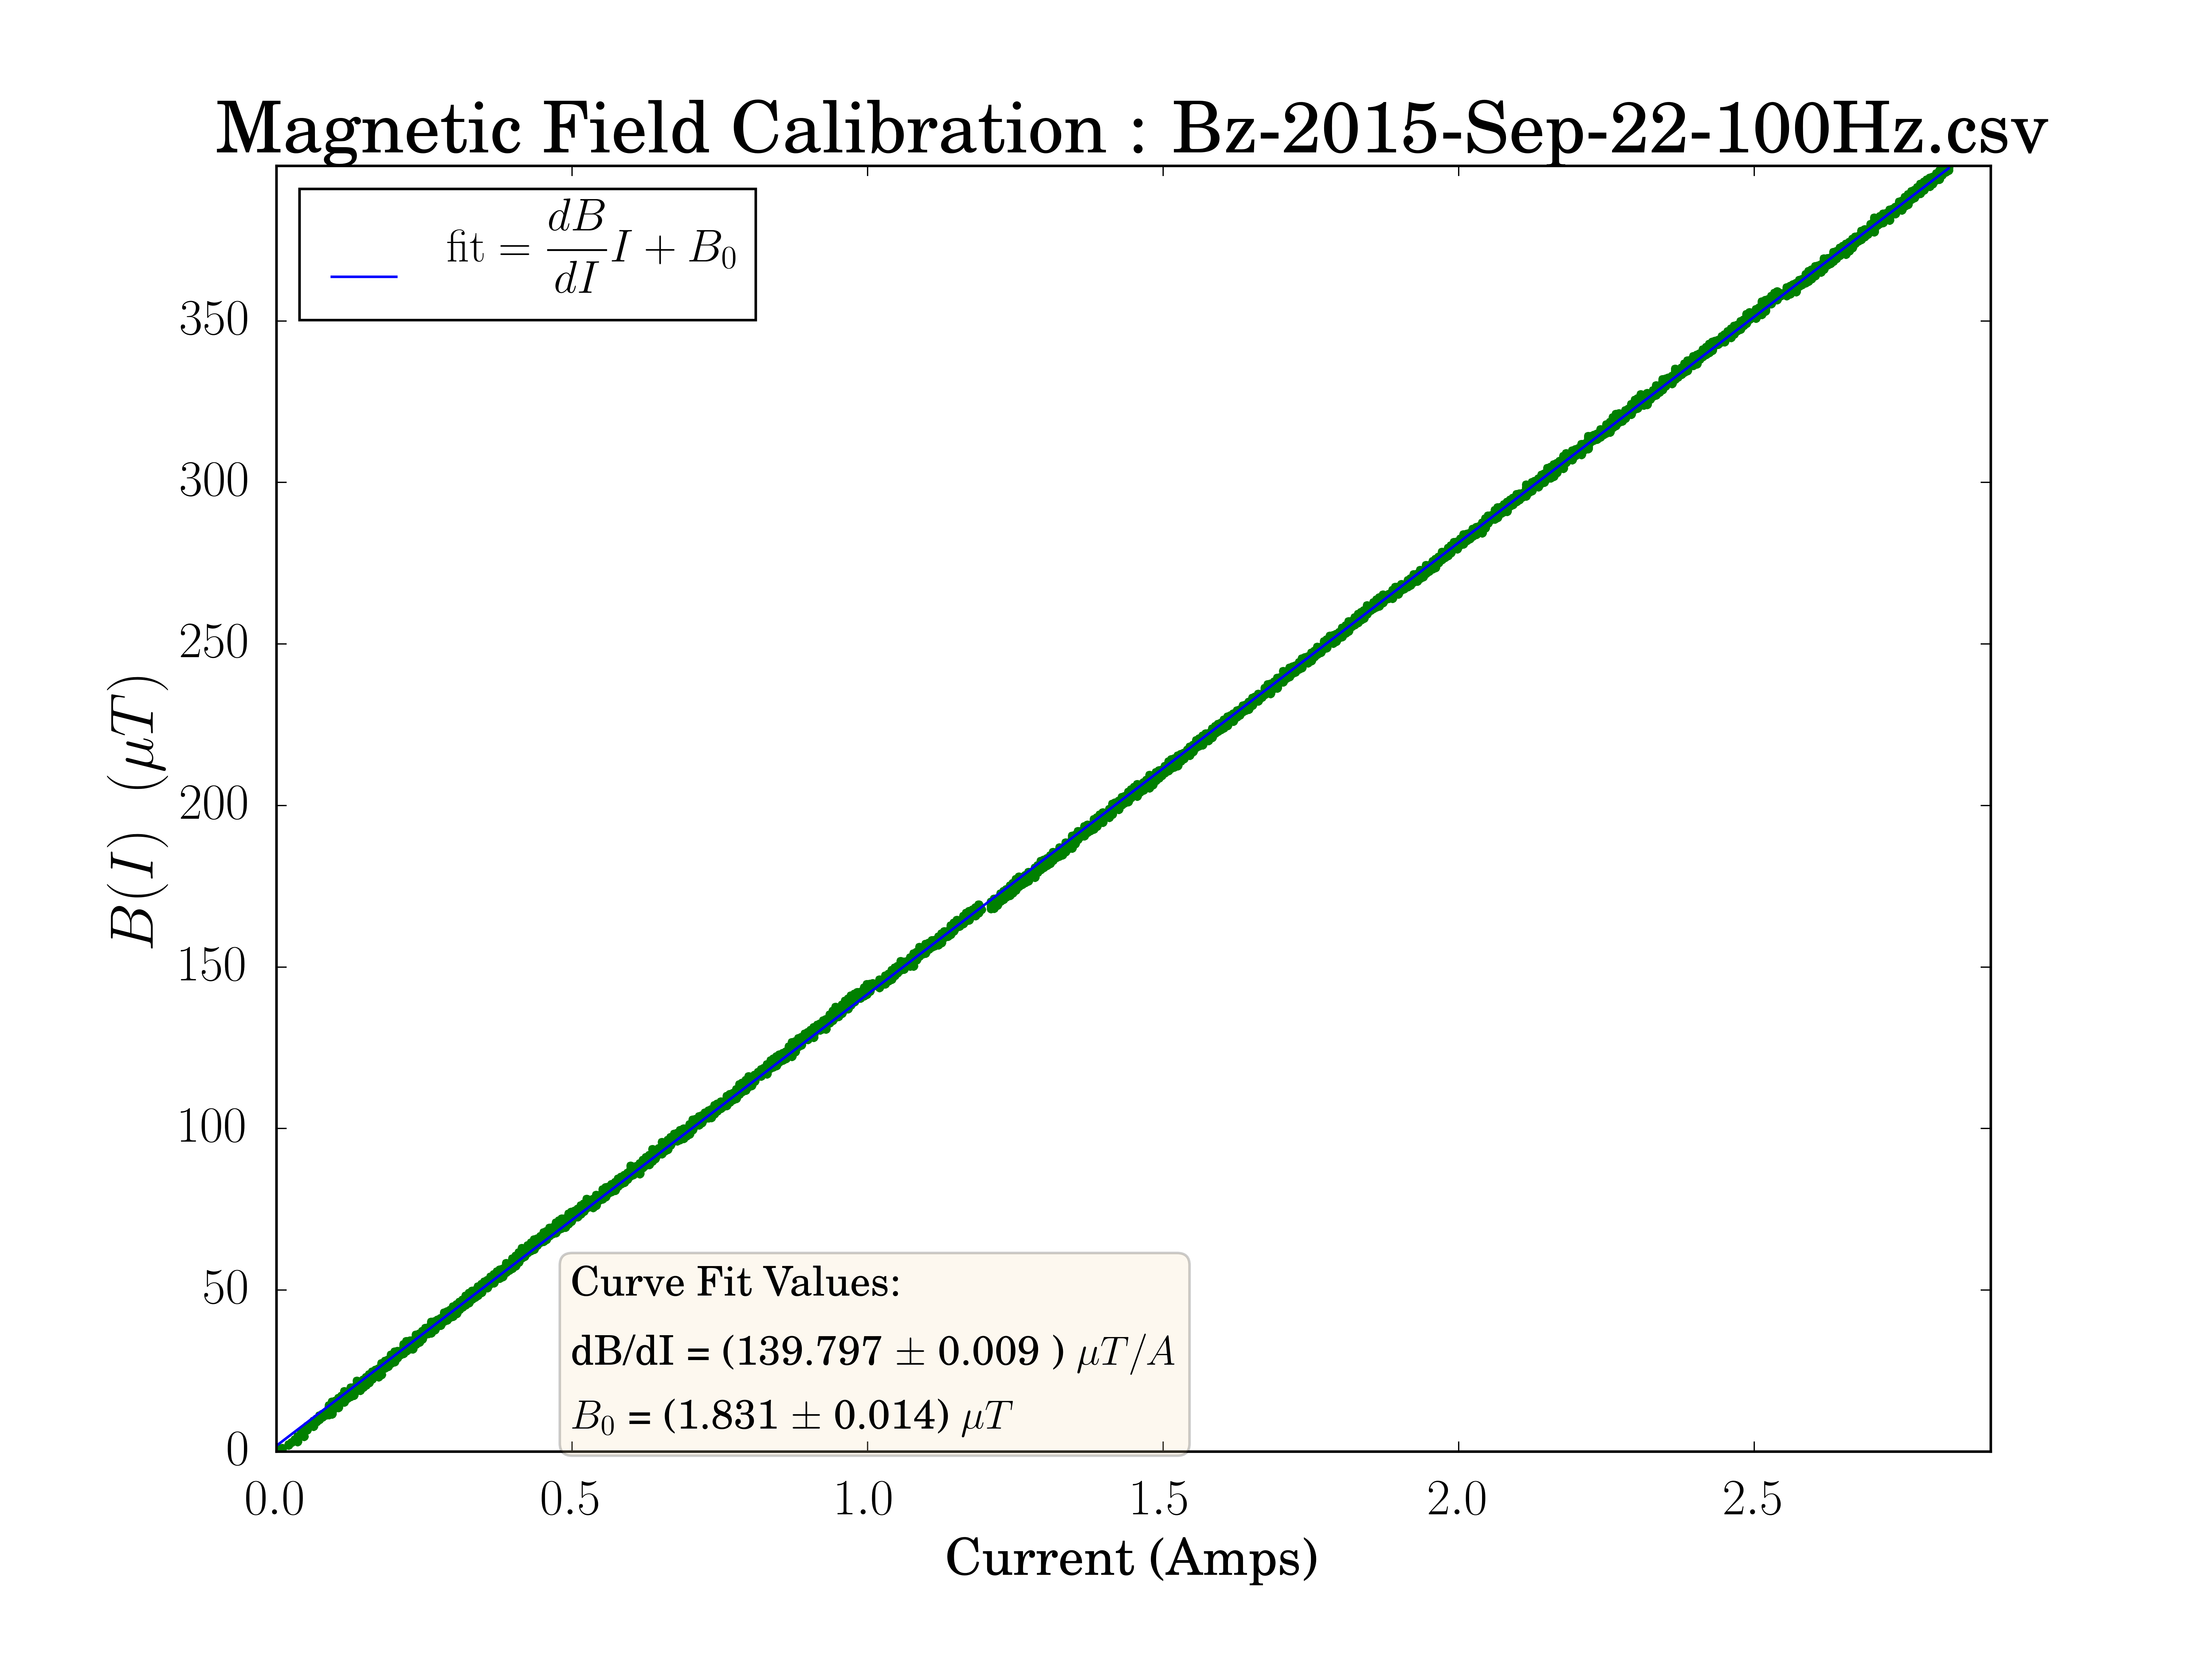 Magnetic Field Calibration : Bz-2015-Sep-22-100Hz.csv
fit = dB/dI I + B₀
350
300
250
200
150
100
50
0
B(I) (μT)
Curve Fit Values:
dB/dI = (139.797 ± 0.009 ) μT/A
B₀ = (1.831 ± 0.014) μT
0.0 0.5 1.0 1.5 2.0 2.5
Current (Amps)